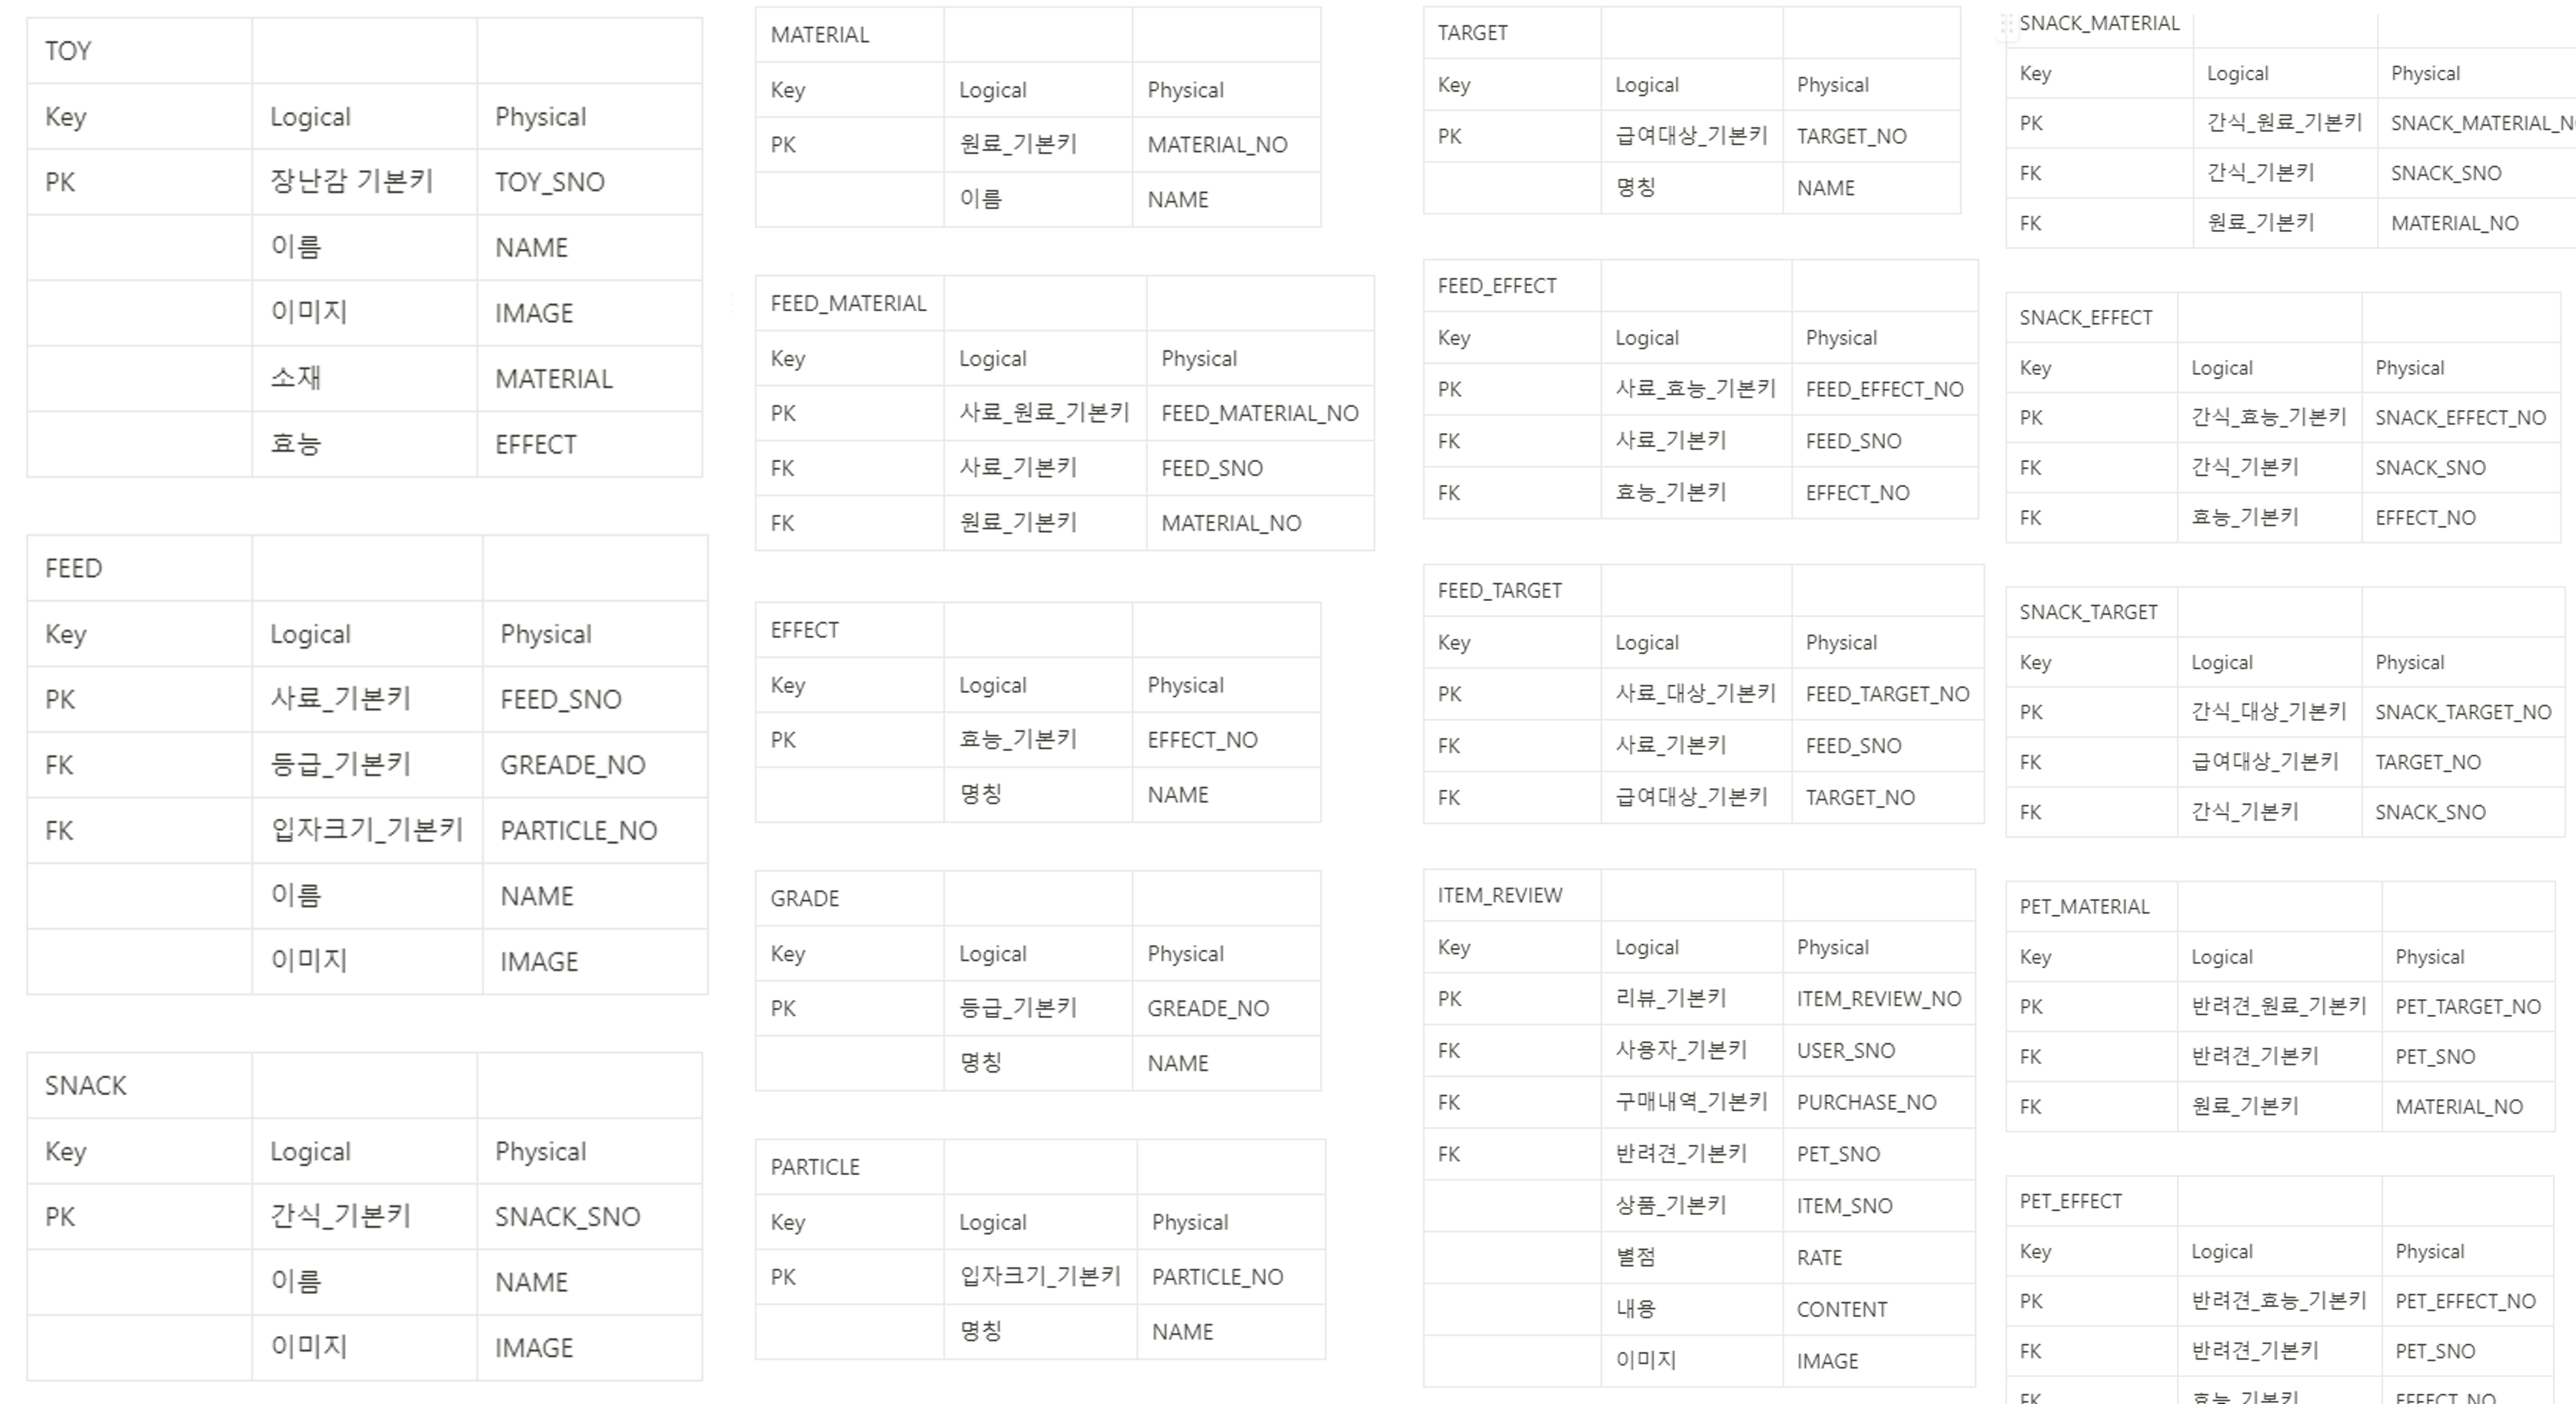 TOY
Key Logical Physical
PK 장난감 기본키 TOY_SNO
이름 NAME
이미지 IMAGE
소재 MATERIAL
효능 EFFECT
FEED
Key Logical Physical
PK 사료_기본키 FEED_SNO
FK 등급_기본키 GREADE_NO
FK 입자크기_기본키 PARTICLE_NO
이름 NAME
이미지 IMAGE
SNACK
Key Logical Physical
PK 간식_기본키 SNACK_SNO
이름 NAME
이미지 IMAGE
MATERIAL
Key Logical Physical
PK 원료_기본키 MATERIAL_NO
이름 NAME
FEED_MATERIAL
Key Logical Physical
PK 사료_원료_기본키 FEED_MATERIAL_NO
FK 사료_기본키 FEED_SNO
FK 원료_기본키 MATERIAL_NO
EFFECT
Key Logical Physical
PK 효능_기본키 EFFECT_NO
명칭 NAME
GRADE
Key Logical Physical
PK 등급_기본키 GREADE_NO
명칭 NAME
PARTICLE
Key Logical Physical
PK 입자크기_기본키 PARTICLE_NO
명칭 NAME
TARGET
Key Logical Physical
PK 급여대상_기본키 TARGET_NO
명칭 NAME
FEED_EFFECT
Key Logical Physical
PK 사료_효능_기본키 FEED_EFFECT_NO
FK 사료_기본키 FEED_SNO
FK 효능_기본키 EFFECT_NO
FEED_TARGET
Key Logical Physical
PK 사료_대상_기본키 FEED_TARGET_NO
FK 사료_기본키 FEED_SNO
FK 급여대상_기본키 TARGET_NO
ITEM_REVIEW
Key Logical Physical
PK 리뷰_기본키 ITEM_REVIEW_NO
FK 사용자_기본키 USER_SNO
FK 구매내역_기본키 PURCHASE_NO
FK 반려견_기본키 PET_SNO
상품_기본키 ITEM_SNO
별점 RATE
내용 CONTENT
이미지 IMAGE
SNACK_MATERIAL
Key Logical Physical
PK 간식_원료_기본키 SNACK_MATERIAL_N
FK 간식_기본키 SNACK_SNO
FK 원료_기본키 MATERIAL_NO
SNACK_EFFECT
Key Logical Physical
PK 간식_효능_기본키 SNACK_EFFECT_NO
FK 간식_기본키 SNACK_SNO
FK 효능_기본키 EFFECT_NO
SNACK_TARGET
Key Logical Physical
PK 간식_대상_기본키 SNACK_TARGET_NO
FK 급여대상_기본키 TARGET_NO
FK 간식_기본키 SNACK_SNO
PET_MATERIAL
Key Logical Physical
PK 반려견_원료_기본키 PET_TARGET_NO
FK 반려견_기본키 PET_SNO
FK 원료_기본키 MATERIAL_NO
PET_EFFECT
Key Logical Physical
PK 반려견_효능_기본키 PET_EFFECT_NO
FK 반려견_기본키 PET_SNO
FK 효능_기본키 EFFECT_NO